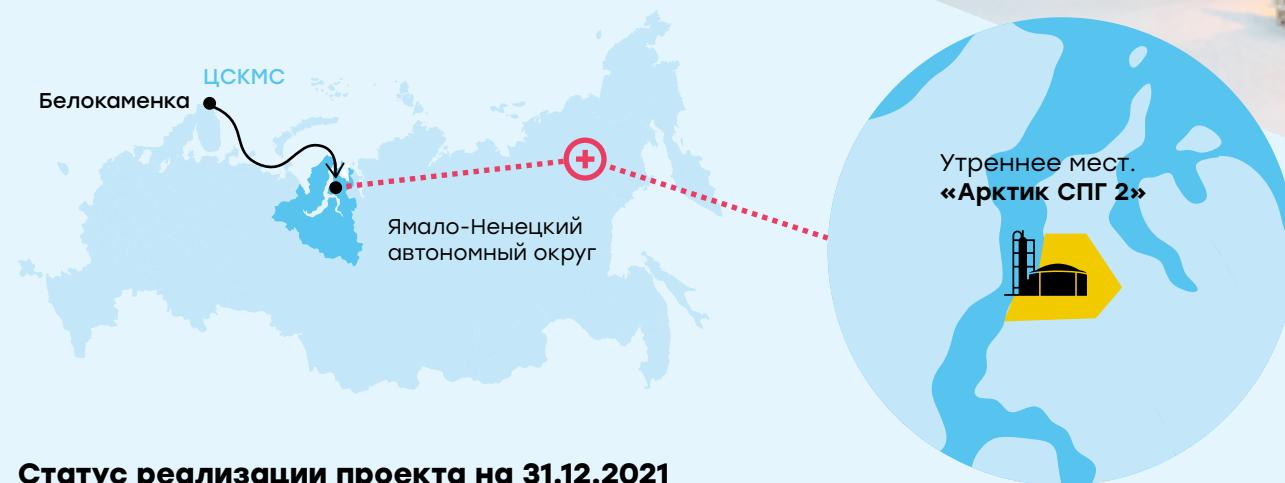 ЦСКМС
Белокаменка
Ямало-Ненецкий
автономный округ
Утреннее мест.
«Арктик СПГ 2»
Статус реализации проекта на 31.12.2021